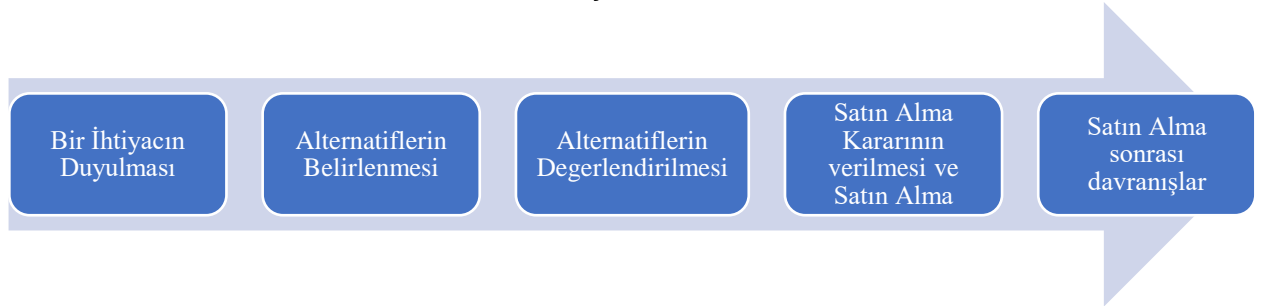 Bir İhtiyacın
Duyulması
Alternatiflerin
Belirlenmesi
Alternatiflerin
Degerlendirilmesi
Satın Alma
Kararının
verilmesi ve
Satın Alma
Satın Alma
sonrası
davranışlar